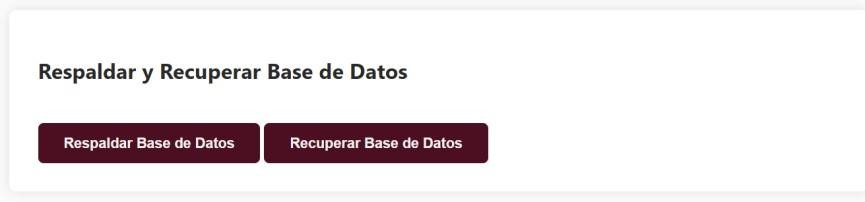 Respaldar y Recuperar Base de Datos
Respaldar Base de Datos Recuperar Base de Datos